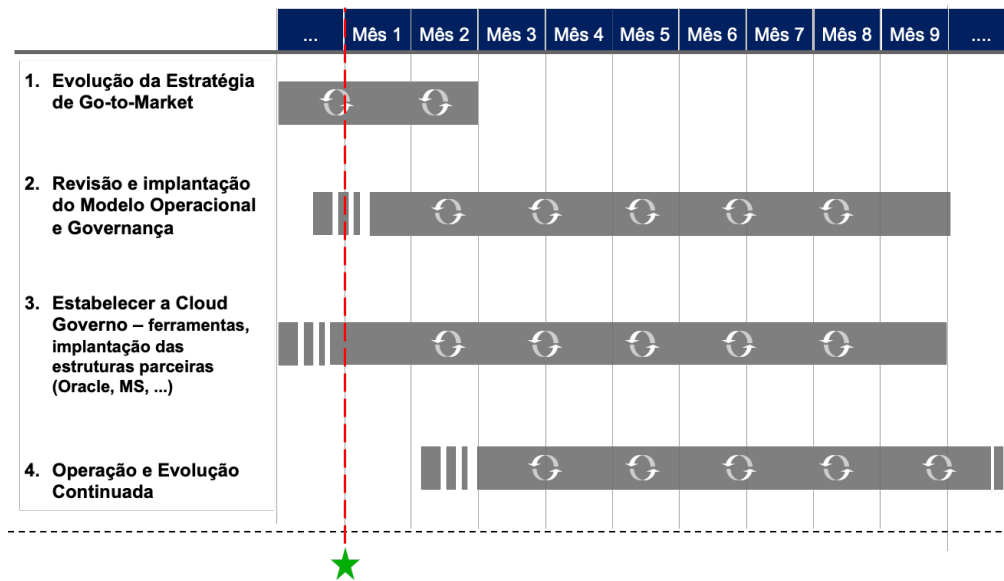 ... Mês 1 Mês 2 Mês 3 Mês 4 Mês 5 Mês 6 Mês 7 Mês 8 Mês 9 ....
1. Evolução da Estratégia
de Go-to-Market
2. Revisão e implantação
do Modelo Operacional
e Governança
3. Estabelecer a Cloud
Governo – ferramentas,
implantação das
estruturas parceiras
(Oracle, MS, ...)
4. Operação e Evolução
Continuada